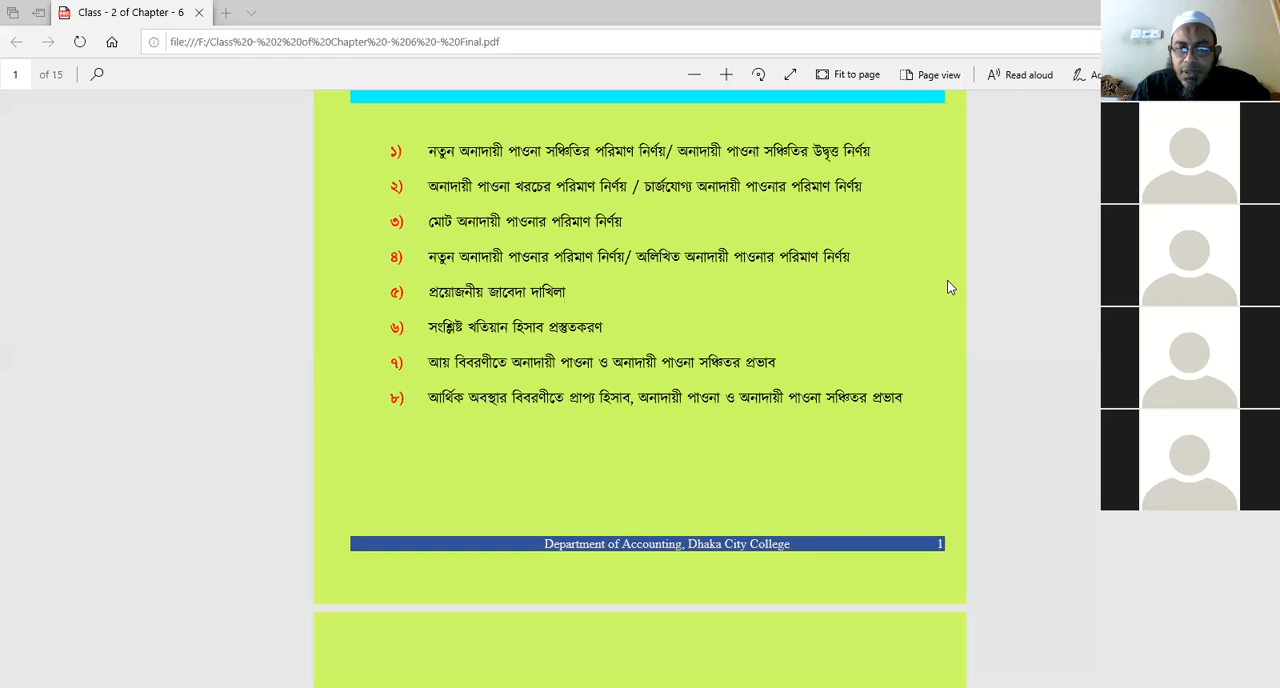 Class - 2 of Chapter - 6
file:///F:/Class%20-%202%20of%20Chapter%20-%206%20-%20Final.pdf
1 of 15 Fit to page Page view Read aloud
১) নতুন অনাদায়ী পাওনা সঞ্চিতির পরিমাণ নির্ণয়/ অনাদায়ী পাওনা সঞ্চিতির উদ্বৃত্ত নির্ণয়
২) অনাদায়ী পাওনা খরচের পরিমাণ নির্ণয় / চার্জযোগ্য অনাদায়ী পাওনার পরিমাণ নির্ণয়
৩) মোট অনাদায়ী পাওনার পরিমাণ নির্ণয়
৪) নতুন অনাদায়ী পাওনার পরিমাণ নির্ণয়/ অলিখিত অনাদায়ী পাওনার পরিমাণ নির্ণয়
৫) প্রয়োজনীয় জাবেদা দাখিলা
৬) সংশ্লিষ্ট খতিয়ান হিসাব প্রস্তুতকরণ
৭) আয় বিবরণীতে অনাদায়ী পাওনা ও অনাদায়ী পাওনা সঞ্চিতর প্রভাব
৮) আর্থিক অবস্থার বিবরণীতে প্রাপ্য হিসাব, অনাদায়ী পাওনা ও অনাদায়ী পাওনা সঞ্চিতর প্রভাব
Department of Accounting, Dhaka City College 1